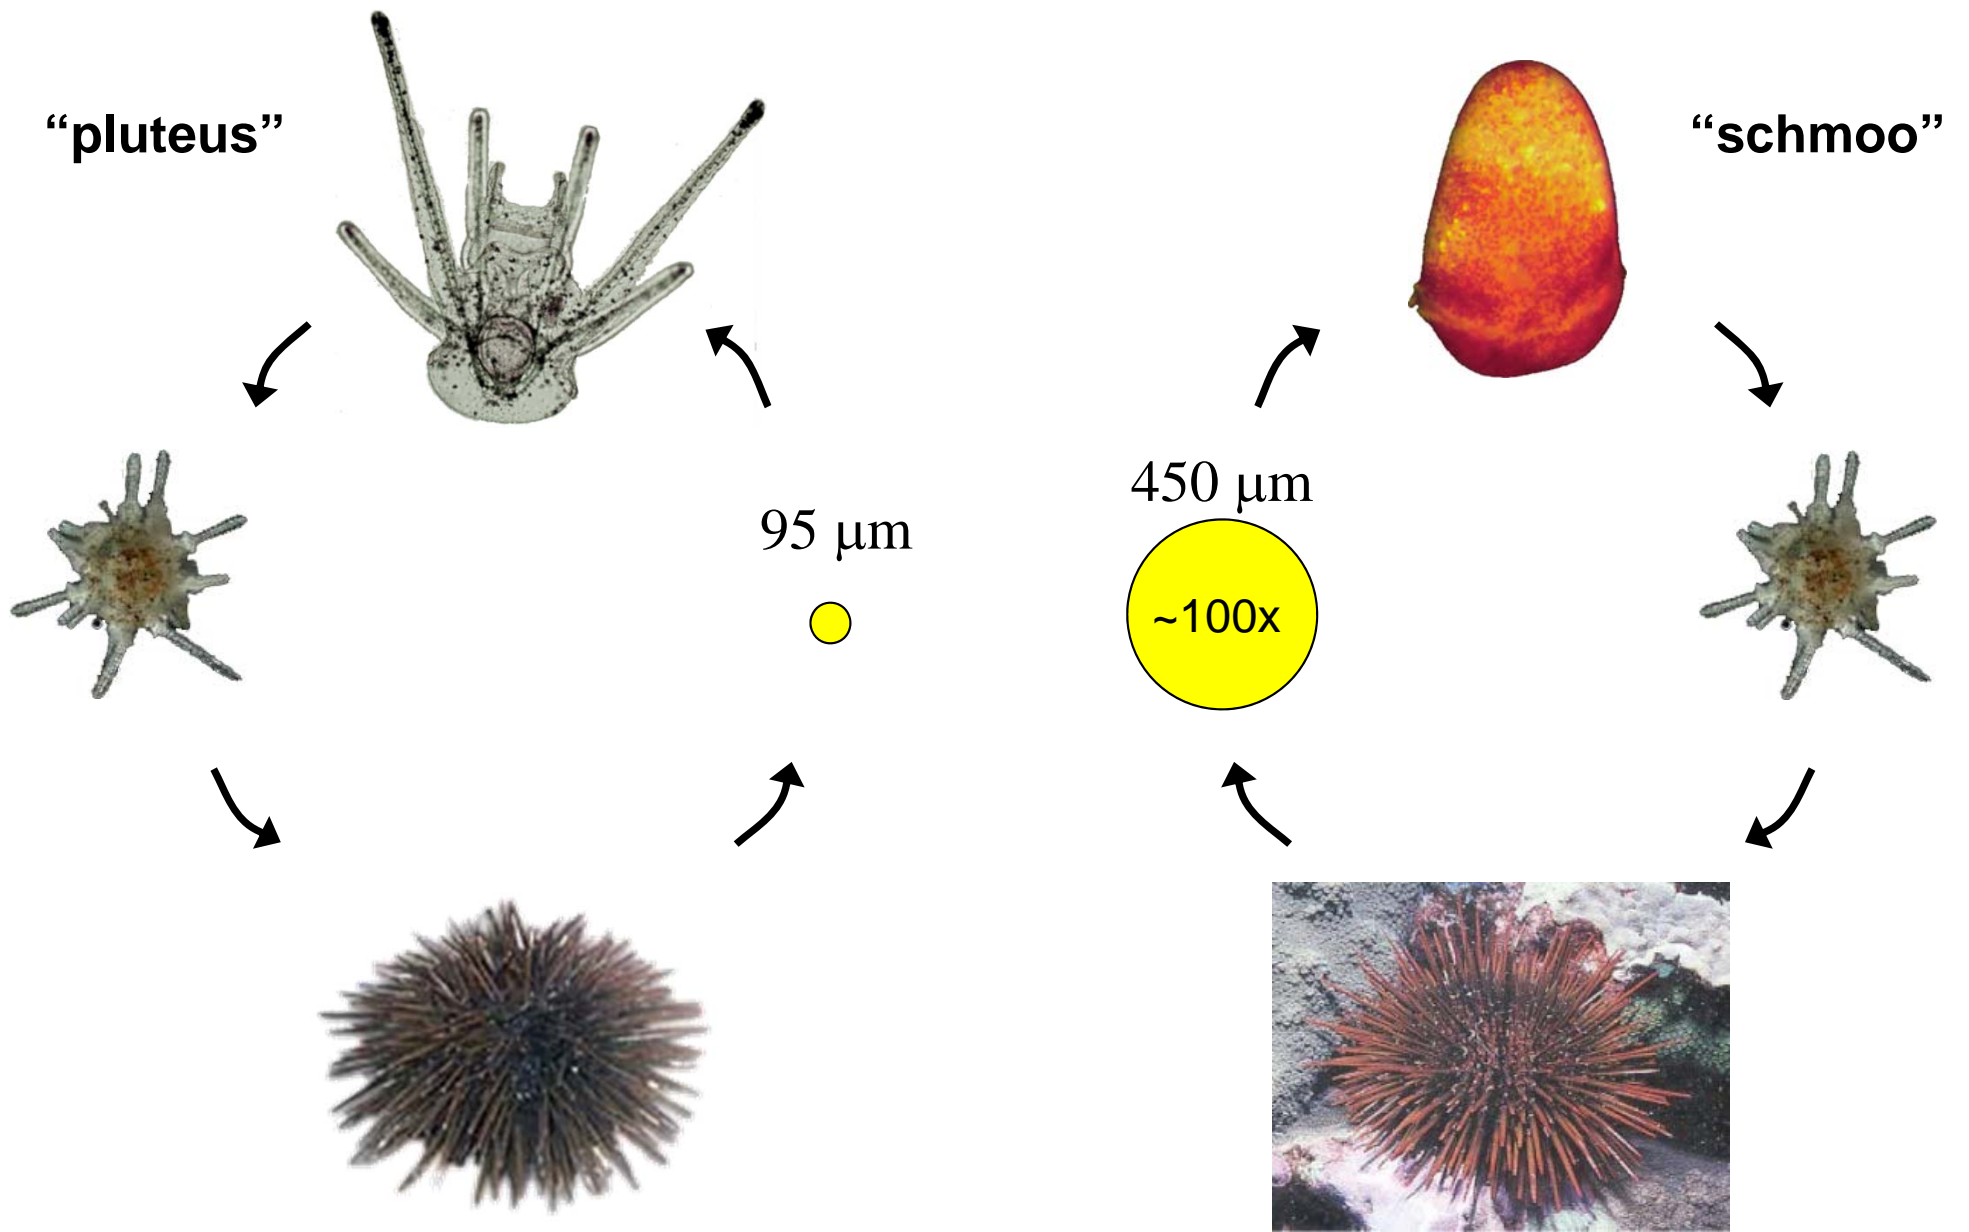 “pluteus”
“schmoo”
450 μm
95 μm
~100x